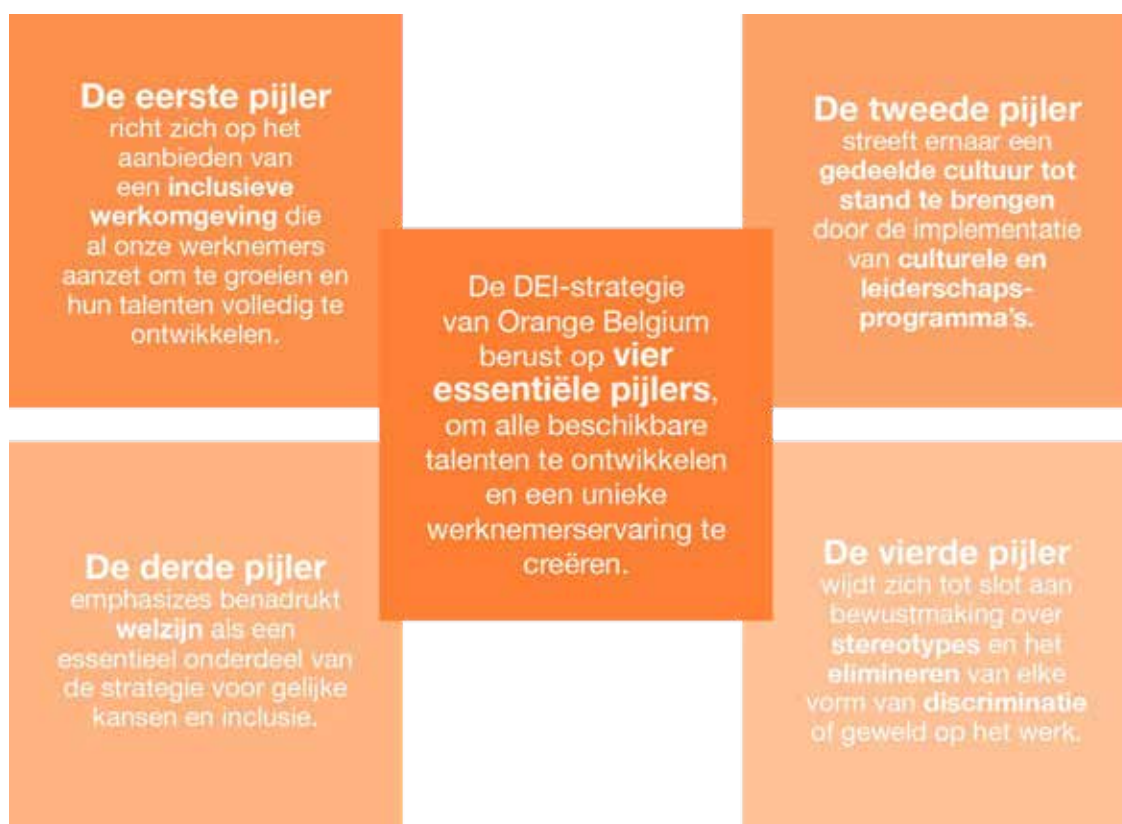 De eerste pijler
richt zich op het
aanbieden van
een inclusieve
werkomgeving die
al onze werknemers
aanzet om te groeien en
hun talenten volledig te
ontwikkelen.
De tweede pijler
streeft ernaar een
gedeelde cultuur tot
stand te brengen
door de implementatie
van culturele en
leiderschaps-
programma's.
De DEI-strategie
van Orange Belgium
berust op vier
essentiële pijlers,
om alle beschikbare
talenten te ontwikkelen
en een unieke
werknemerservaring te
creëren.
De derde pijler
emphasizes benadrukt
welzijn als een
essentieel onderdeel van
de strategie voor gelijke
kansen en inclusie.
De vierde pijler
wijdt zich tot slot aan
bewustmaking over
stereotypes en het
elimineren van elke
vorm van discriminatie
of geweld op het werk.